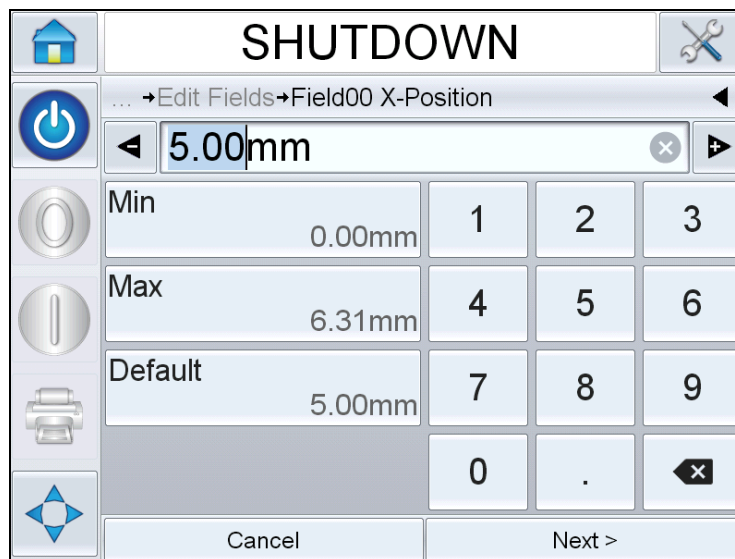 SHUTDOWN
... →Edit Fields→Field00 X-Position
5.00mm
Min
0.00mm
1 2 3
Max
6.31mm
4 5 6
Default
5.00mm
7 8 9
0 .
Cancel Next >